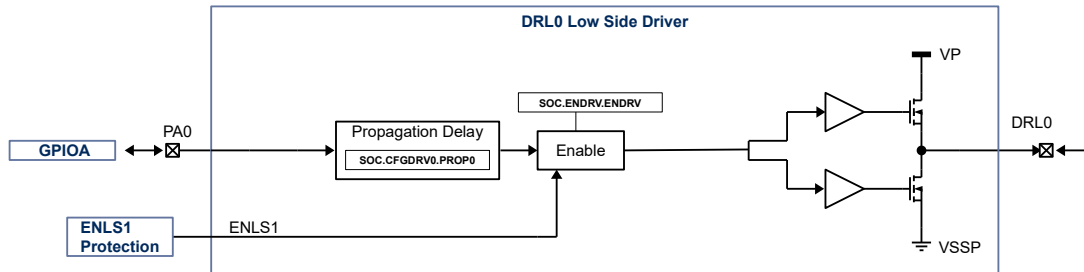 DRL0 Low Side Driver
VP
SOC.ENDRV.ENDRV
PA0
Propagation Delay
DRL0
GPIOA
SOC.CFGDRV0.PROP0
Enable
ENLS1
Protection
ENLS1
VSSP